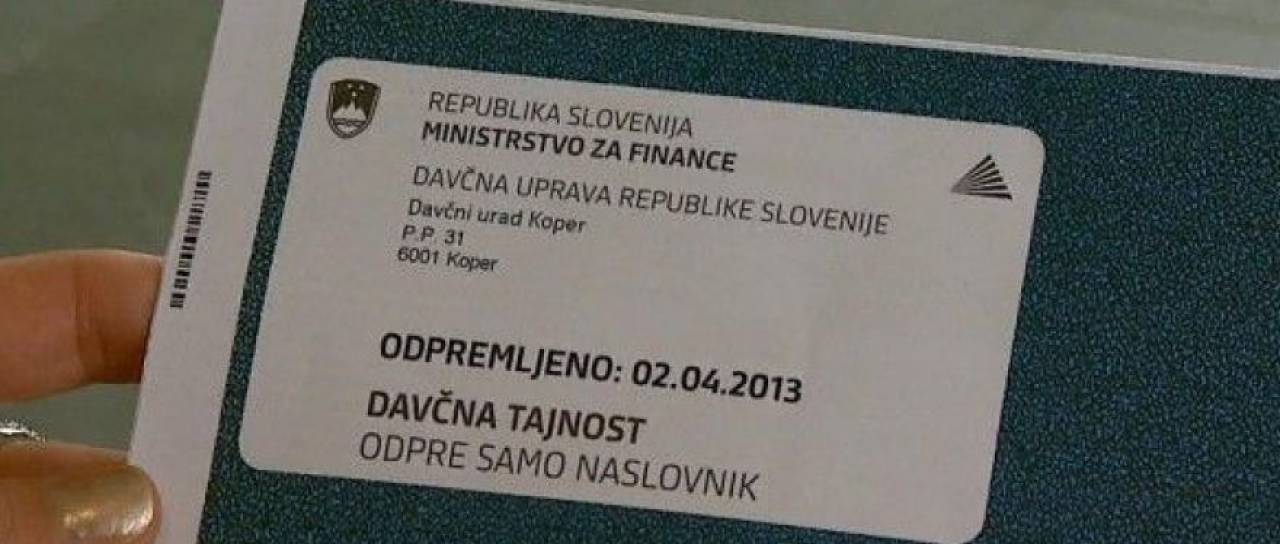 REPUBLIKA SLOVENIJA
MINISTRSTVO ZA FINANCE
DAVČNA UPRAVA REPUBLIKE SLOVENIJE
Davčni urad Koper
P.P. 31
6001 Koper
ODPREMLJENO: 02.04.2013
DAVČNA TAJNOST
ODPRE SAMO NASLOVNIK